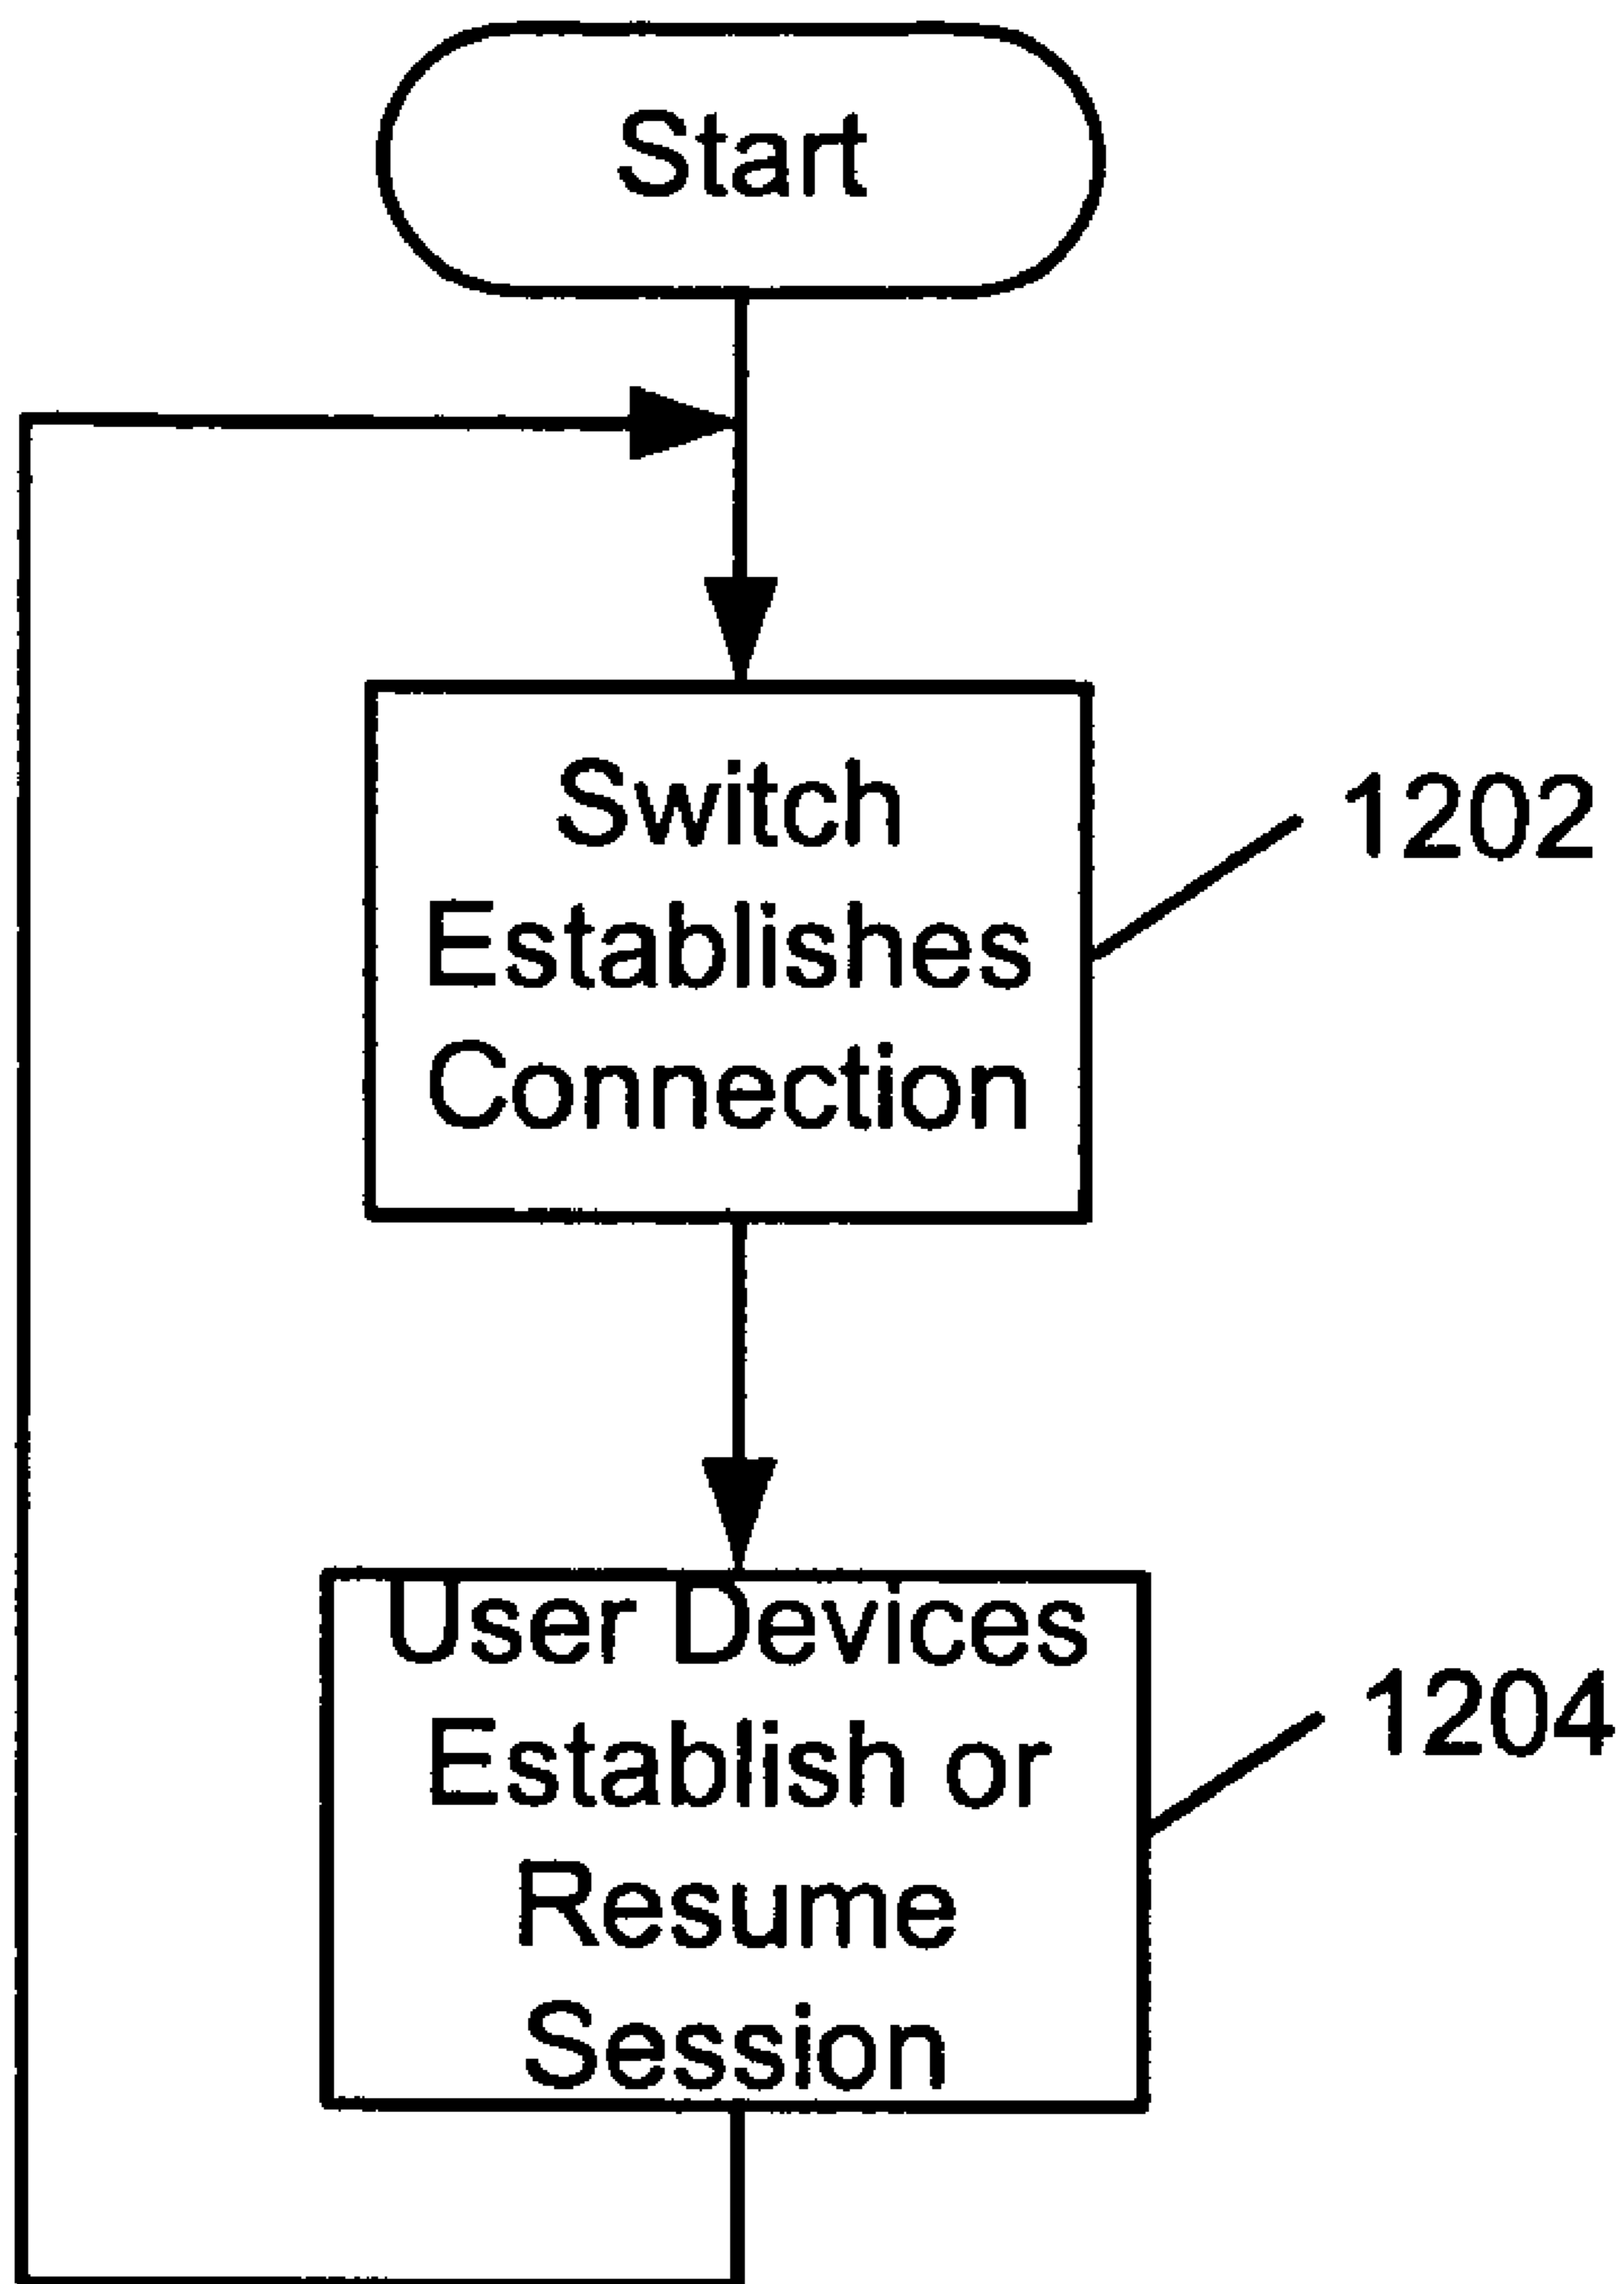 Start
Switch
Establishes
Connection
1202
User Devices
Establish or
Resume
Session
1204